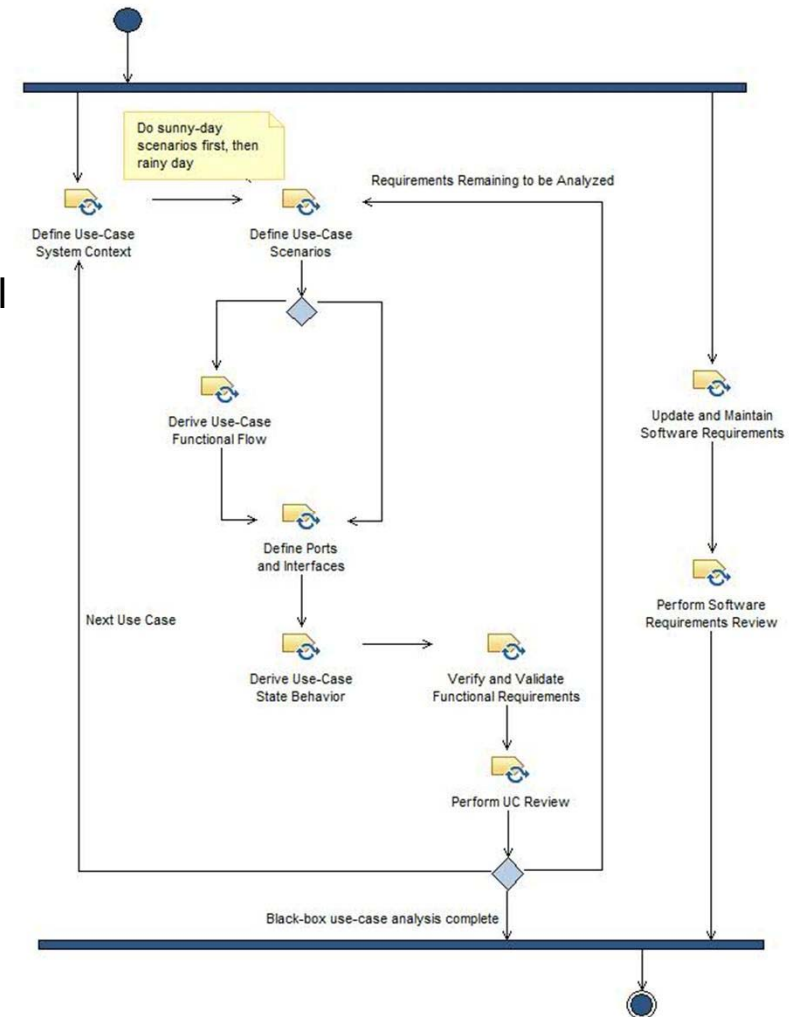 Do sunny-day
scenarios first, then
rainy day
Requirements Remaining to be Analyzed
Define Use-Case
System Context
Define Use-Case
Scenarios
Derive Use-Case
Functional Flow
Update and Maintain
Software Requirements
Define Ports
and Interfaces
Next Use Case
Perform Software
Requirements Review
Derive Use-Case
State Behavior
Verify and Validate
Functional Requirements
Perform UC Review
Black-box use-case analysis complete